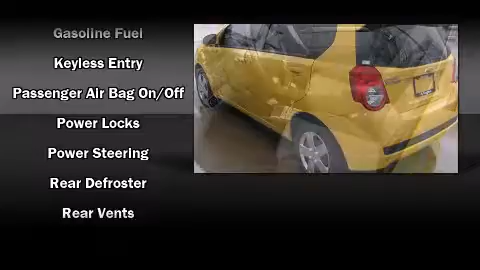 Gasoline Fuel
Keyless Entry
Passenger Air Bag On/Off
Power Locks
Power Steering
Rear Defroster
Rear Vents